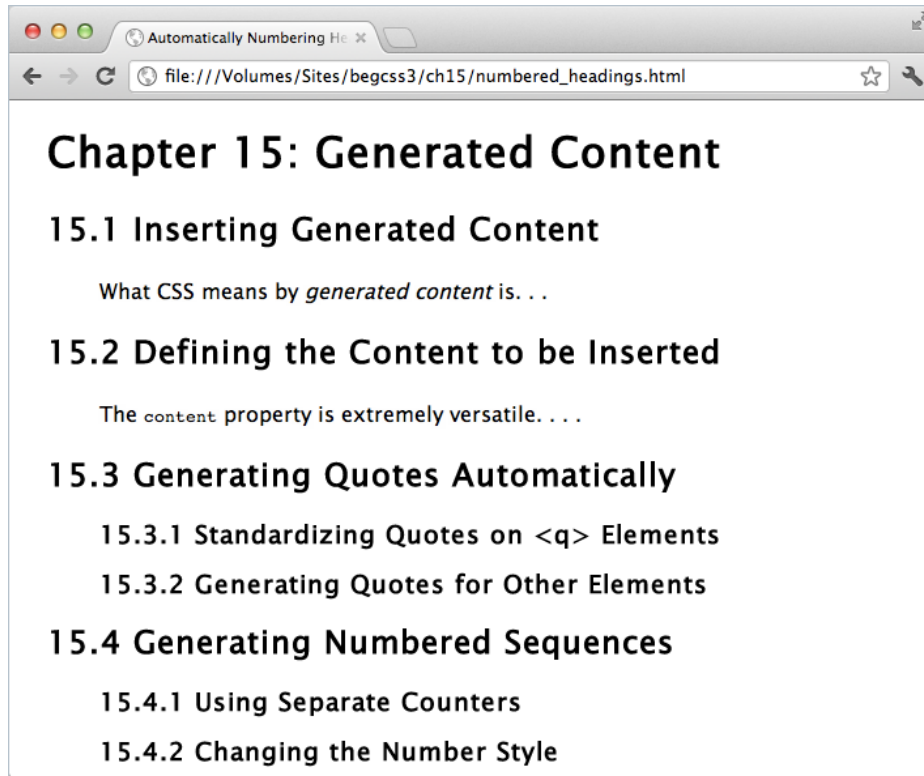 Automatically Numbering He
file:///Volumes/Sites/begcss3/ch15/numbered_headings.html
Chapter 15: Generated Content
15.1 Inserting Generated Content
What CSS means by generated content is. . .
15.2 Defining the Content to be Inserted
The content property is extremely versatile. . . .
15.3 Generating Quotes Automatically
15.3.1 Standardizing Quotes on <q> Elements
15.3.2 Generating Quotes for Other Elements
15.4 Generating Numbered Sequences
15.4.1 Using Separate Counters
15.4.2 Changing the Number Style